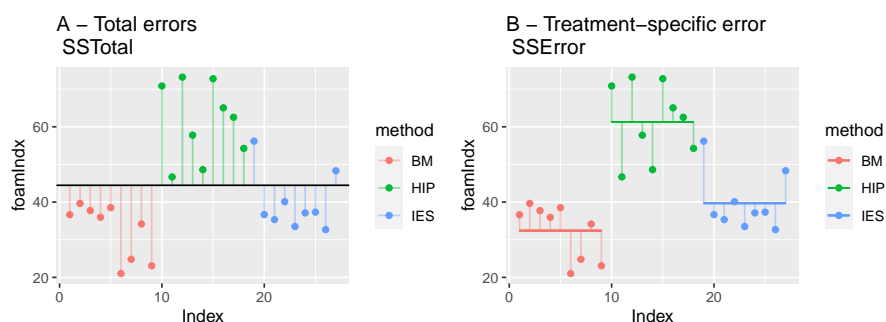 A – Total errors
SSTotal
foamIndx
60
40
20
0
10
20
Index
method
BM
HIP
IES
B – Treatment–specific error
SSError
foamIndx
60
40
20
0
10
20
Index
method
BM
HIP
IES